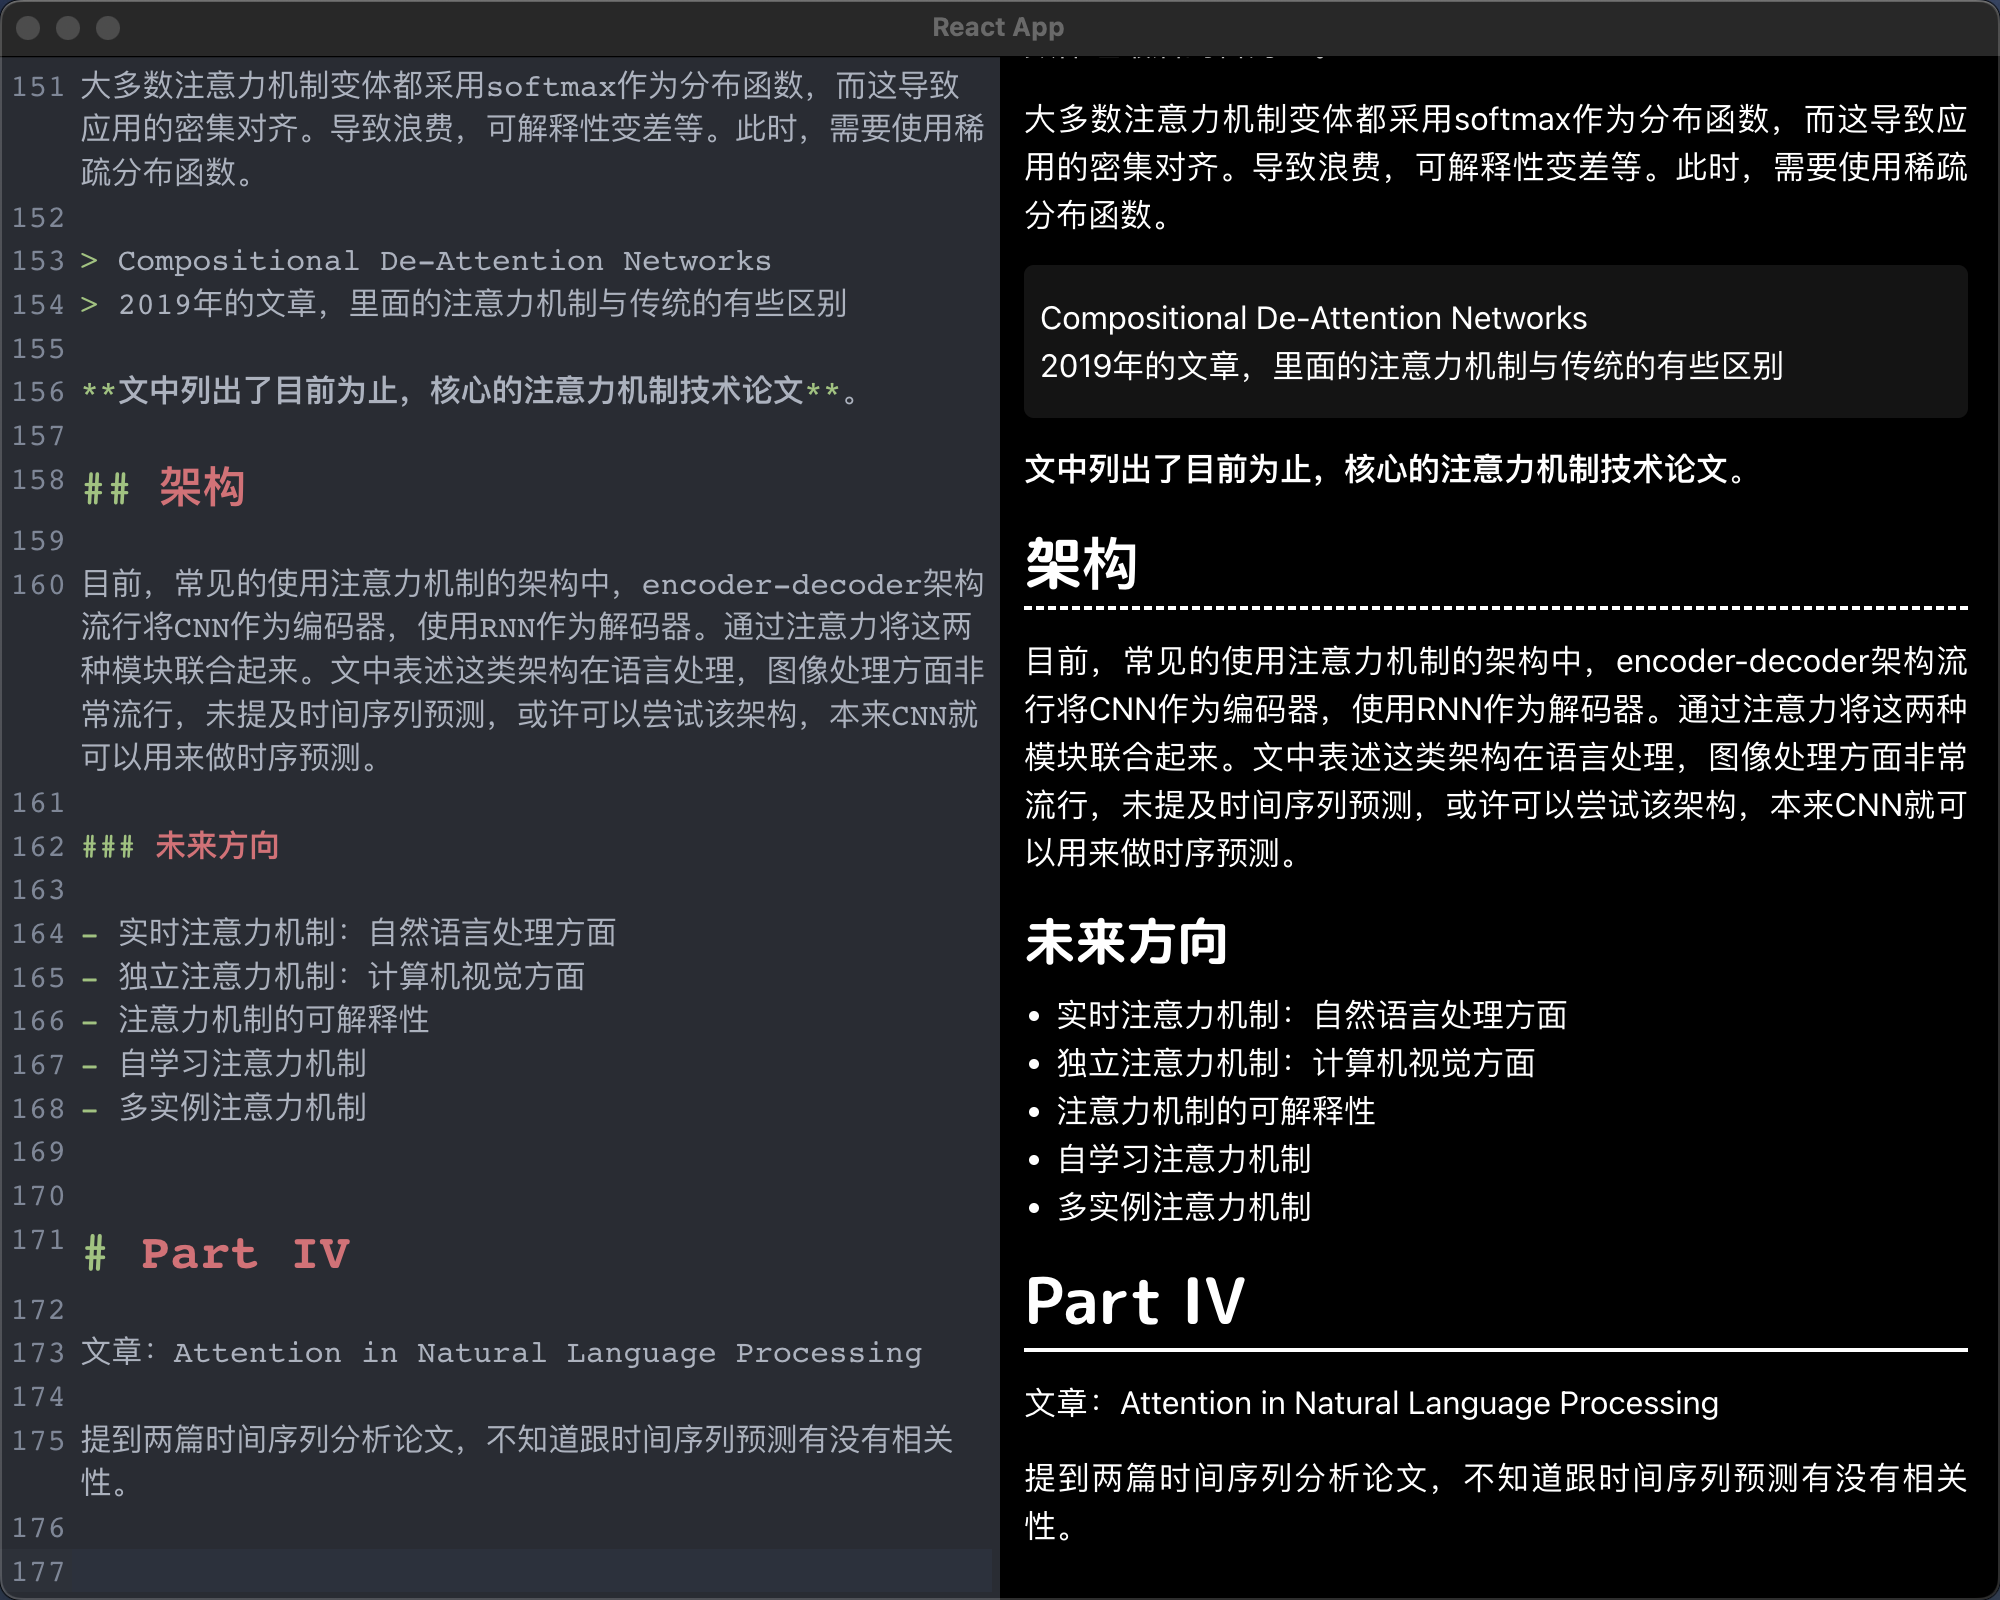 React App
151 大多数注意力机制变体都采用softmax作为分布函数，而这导致
应用的密集对齐。导致浪费，可解释性变差等。此时，需要使用稀
疏分布函数。
152
153 > Compositional De-Attention Networks
154 > 2019年的文章，里面的注意力机制与传统的有些区别
155
156 **文中列出了目前为止，核心的注意力机制技术论文**。
157
158 ## 架构
159
160 目前，常见的使用注意力机制的架构中，encoder-decoder架构
流行将CNN作为编码器，使用RNN作为解码器。通过注意力将这两
种模块联合起来。文中表述这类架构在语言处理，图像处理方面非
常流行，未提及时间序列预测，或许可以尝试该架构，本来CNN就
可以用来做时序预测。
161
162 ### 未来方向
163
164 - 实时注意力机制：自然语言处理方面
165 - 独立注意力机制：计算机视觉方面
166 - 注意力机制的可解释性
167 - 自学习注意力机制
168 - 多实例注意力机制
169
170
171 # Part IV
172
173 文章：Attention in Natural Language Processing
174
175 提到两篇时间序列分析论文，不知道跟时间序列预测有没有相关
性。
176
177
大多数注意力机制变体都采用softmax作为分布函数，而这导致应
用的密集对齐。导致浪费，可解释性变差等。此时，需要使用稀疏
分布函数。
Compositional De-Attention Networks
2019年的文章，里面的注意力机制与传统的有些区别
文中列出了目前为止，核心的注意力机制技术论文。
架构
目前，常见的使用注意力机制的架构中，encoder-decoder架构流
行将CNN作为编码器，使用RNN作为解码器。通过注意力将这两种
模块联合起来。文中表述这类架构在语言处理，图像处理方面非常
流行，未提及时间序列预测，或许可以尝试该架构，本来CNN就可
以用来做时序预测。
未来方向
• 实时注意力机制：自然语言处理方面
• 独立注意力机制：计算机视觉方面
• 注意力机制的可解释性
• 自学习注意力机制
• 多实例注意力机制
Part IV
文章：Attention in Natural Language Processing
提到两篇时间序列分析论文，不知道跟时间序列预测有没有相关
性。